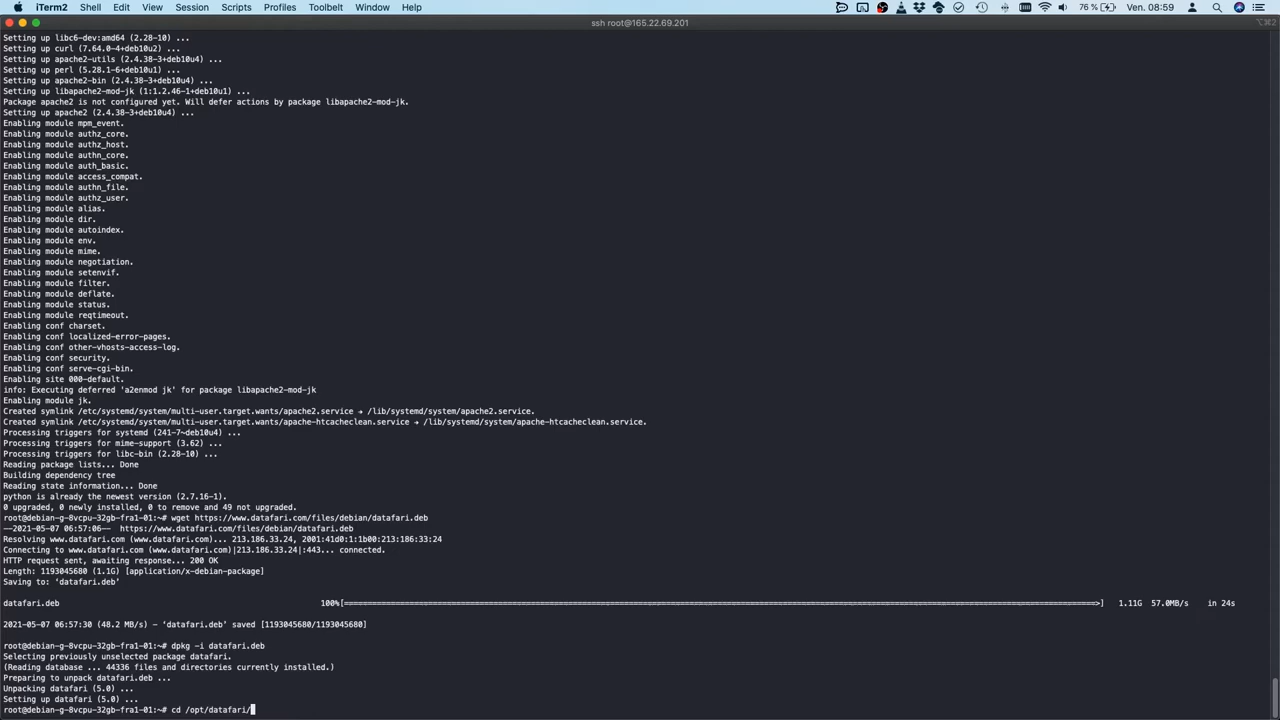 iTerm2 Shell Edit View Session Scripts Profiles Toolbelt Window Help 76 % Ven. 08:59
ssh root@165.22.69.201
Setting up libc6-dev:amd64 (2.28-10) ...
Setting up curl (7.64.0-4+deb10u2) ...
Setting up apache2-utils (2.4.38-3+deb10u4) ...
Setting up perl (5.28.1-6+deb10u1) ...
Setting up apache2-bin (2.4.38-3+deb10u4) ...
Setting up libapache2-mod-jk (1:1.2.46-1+deb10u1) ...
Package apache2 is not configured yet. Will defer actions by package libapache2-mod-jk.
Setting up apache2 (2.4.38-3+deb10u4) ...
Enabling module mpm_event.
Enabling module authz_core.
Enabling module authz_host.
Enabling module authn_core.
Enabling module auth_basic.
Enabling module access_compat.
Enabling module authn_file.
Enabling module authz_user.
Enabling module alias.
Enabling module dir.
Enabling module autoindex.
Enabling module env.
Enabling module mime.
Enabling module negotiation.
Enabling module setenvif.
Enabling module filter.
Enabling module deflate.
Enabling module status.
Enabling module reqtimeout.
Enabling conf charset.
Enabling conf localized-error-pages.
Enabling conf other-vhosts-access-log.
Enabling conf security.
Enabling conf serve-cgi-bin.
Enabling site 000-default.
info: Executing deferred 'a2enmod jk' for package libapache2-mod-jk
Enabling module jk.
Created symlink /etc/systemd/system/multi-user.target.wants/apache2.service → /lib/systemd/system/apache2.service.
Created symlink /etc/systemd/system/multi-user.target.wants/apache-htcacheclean.service → /lib/systemd/system/apache-htcacheclean.service.
Processing triggers for systemd (241-7~deb10u4) ...
Processing triggers for mime-support (3.62) ...
Processing triggers for libc-bin (2.28-10) ...
Reading package lists... Done
Building dependency tree
Reading state information... Done
python is already the newest version (2.7.16-1).
0 upgraded, 0 newly installed, 0 to remove and 49 not upgraded.
root@debian-g-8vcpu-32gb-fra1-01:~# wget https://www.datafari.com/files/debian/datafari.deb
--2021-05-07 06:57:06-- https://www.datafari.com/files/debian/datafari.deb
Resolving www.datafari.com (www.datafari.com)... 213.186.33.24, 2001:41d0:1:1b00:213:186:33:24
Connecting to www.datafari.com (www.datafari.com)|213.186.33.24|:443... connected.
HTTP request sent, awaiting response... 200 OK
Length: 1193045680 (1.1G) [application/x-debian-package]
Saving to: ‘datafari.deb’
datafari.deb 100%[===================================================>] 1.11G 57.0MB/s in 24s
2021-05-07 06:57:30 (48.2 MB/s) - ‘datafari.deb’ saved [1193045680/1193045680]
root@debian-g-8vcpu-32gb-fra1-01:~# dpkg -i datafari.deb
Selecting previously unselected package datafari.
(Reading database ... 44336 files and directories currently installed.)
Preparing to unpack datafari.deb ...
Unpacking datafari (5.0) ...
Setting up datafari (5.0) ...
root@debian-g-8vcpu-32gb-fra1-01:~# cd /opt/datafari/